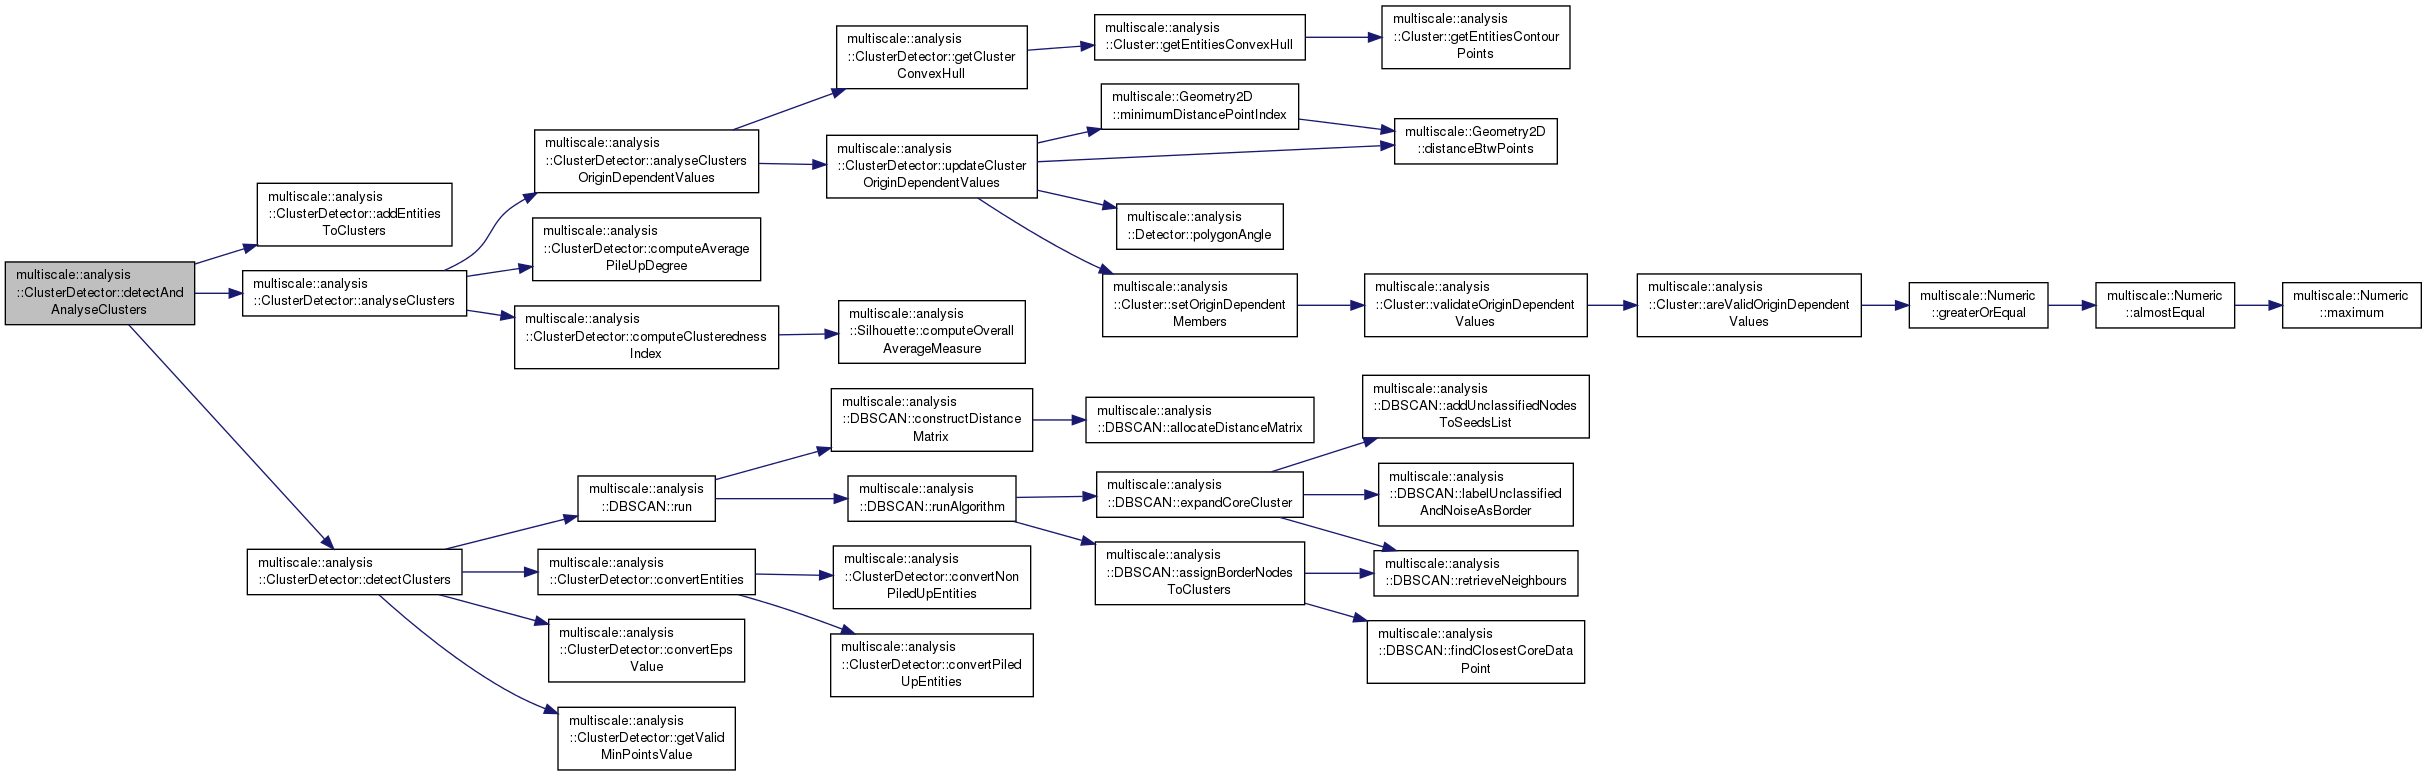 multiscale::analysis
::ClusterDetector::detectAnd
AnalyseClusters
multiscale::analysis
::ClusterDetector::addEntities
ToClusters
multiscale::analysis
::ClusterDetector::analyseClusters
multiscale::analysis
::ClusterDetector::detectClusters
multiscale::analysis
::ClusterDetector::analyseClusters
OriginDependentValues
multiscale::analysis
::ClusterDetector::computeAverage
PileUpDegree
multiscale::analysis
::ClusterDetector::computeClusteredness
Index
multiscale::analysis
::DBSCAN::run
multiscale::analysis
::ClusterDetector::convertEntities
multiscale::analysis
::ClusterDetector::convertEps
Value
multiscale::analysis
::ClusterDetector::getValid
MinPointsValue
multiscale::analysis
::ClusterDetector::getCluster
ConvexHull
multiscale::analysis
::ClusterDetector::updateCluster
OriginDependentValues
multiscale::analysis
::Silhouette::computeOverall
AverageMeasure
multiscale::analysis
::DBSCAN::constructDistance
Matrix
multiscale::analysis
::DBSCAN::runAlgorithm
multiscale::analysis
::ClusterDetector::convertNon
PiledUpEntities
multiscale::analysis
::ClusterDetector::convertPiled
UpEntities
multiscale::analysis
::Cluster::getEntitiesConvexHull
multiscale::Geometry2D
::minimumDistancePointIndex
multiscale::analysis
::Detector::polygonAngle
multiscale::analysis
::Cluster::setOriginDependent
Members
multiscale::analysis
::DBSCAN::allocateDistanceMatrix
multiscale::analysis
::DBSCAN::expandCoreCluster
multiscale::analysis
::DBSCAN::assignBorderNodes
ToClusters
multiscale::analysis
::Cluster::getEntitiesContour
Points
multiscale::Geometry2D
::distanceBtwPoints
multiscale::analysis
::Cluster::validateOriginDependent
Values
multiscale::analysis
::DBSCAN::addUnclassifiedNodes
ToSeedsList
multiscale::analysis
::DBSCAN::labelUnclassified
AndNoiseAsBorder
multiscale::analysis
::DBSCAN::retrieveNeighbours
multiscale::analysis
::DBSCAN::findClosestCoreData
Point
multiscale::analysis
::Cluster::areValidOriginDependent
Values
multiscale::Numeric
::greaterOrEqual
multiscale::Numeric
::almostEqual
multiscale::Numeric
::maximum